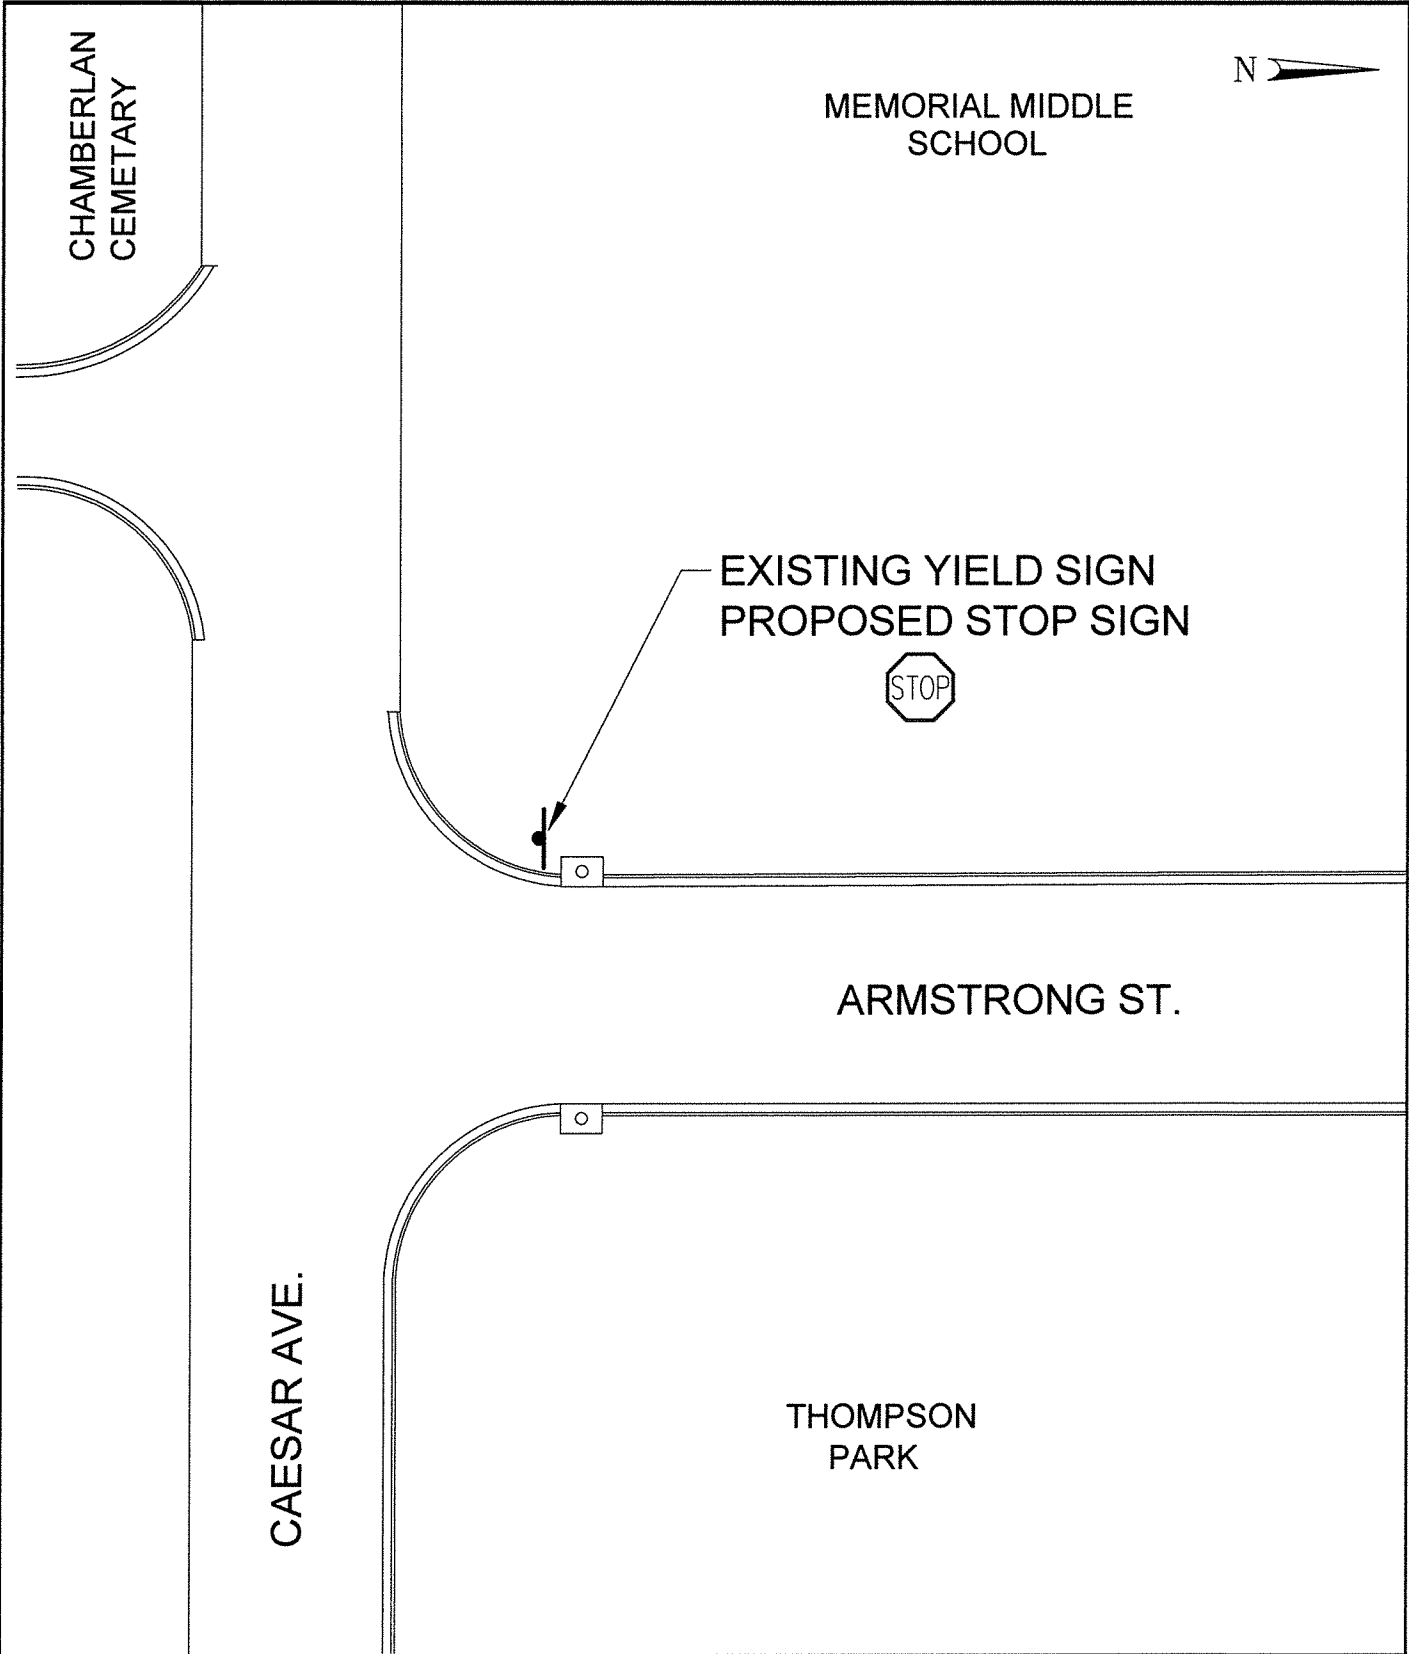 CHAMBERLAN
CEMETARY
N
MEMORIAL MIDDLE
SCHOOL
EXISTING YIELD SIGN
PROPOSED STOP SIGN
STOP
ARMSTRONG ST.
CAESAR AVE.
THOMPSON
PARK